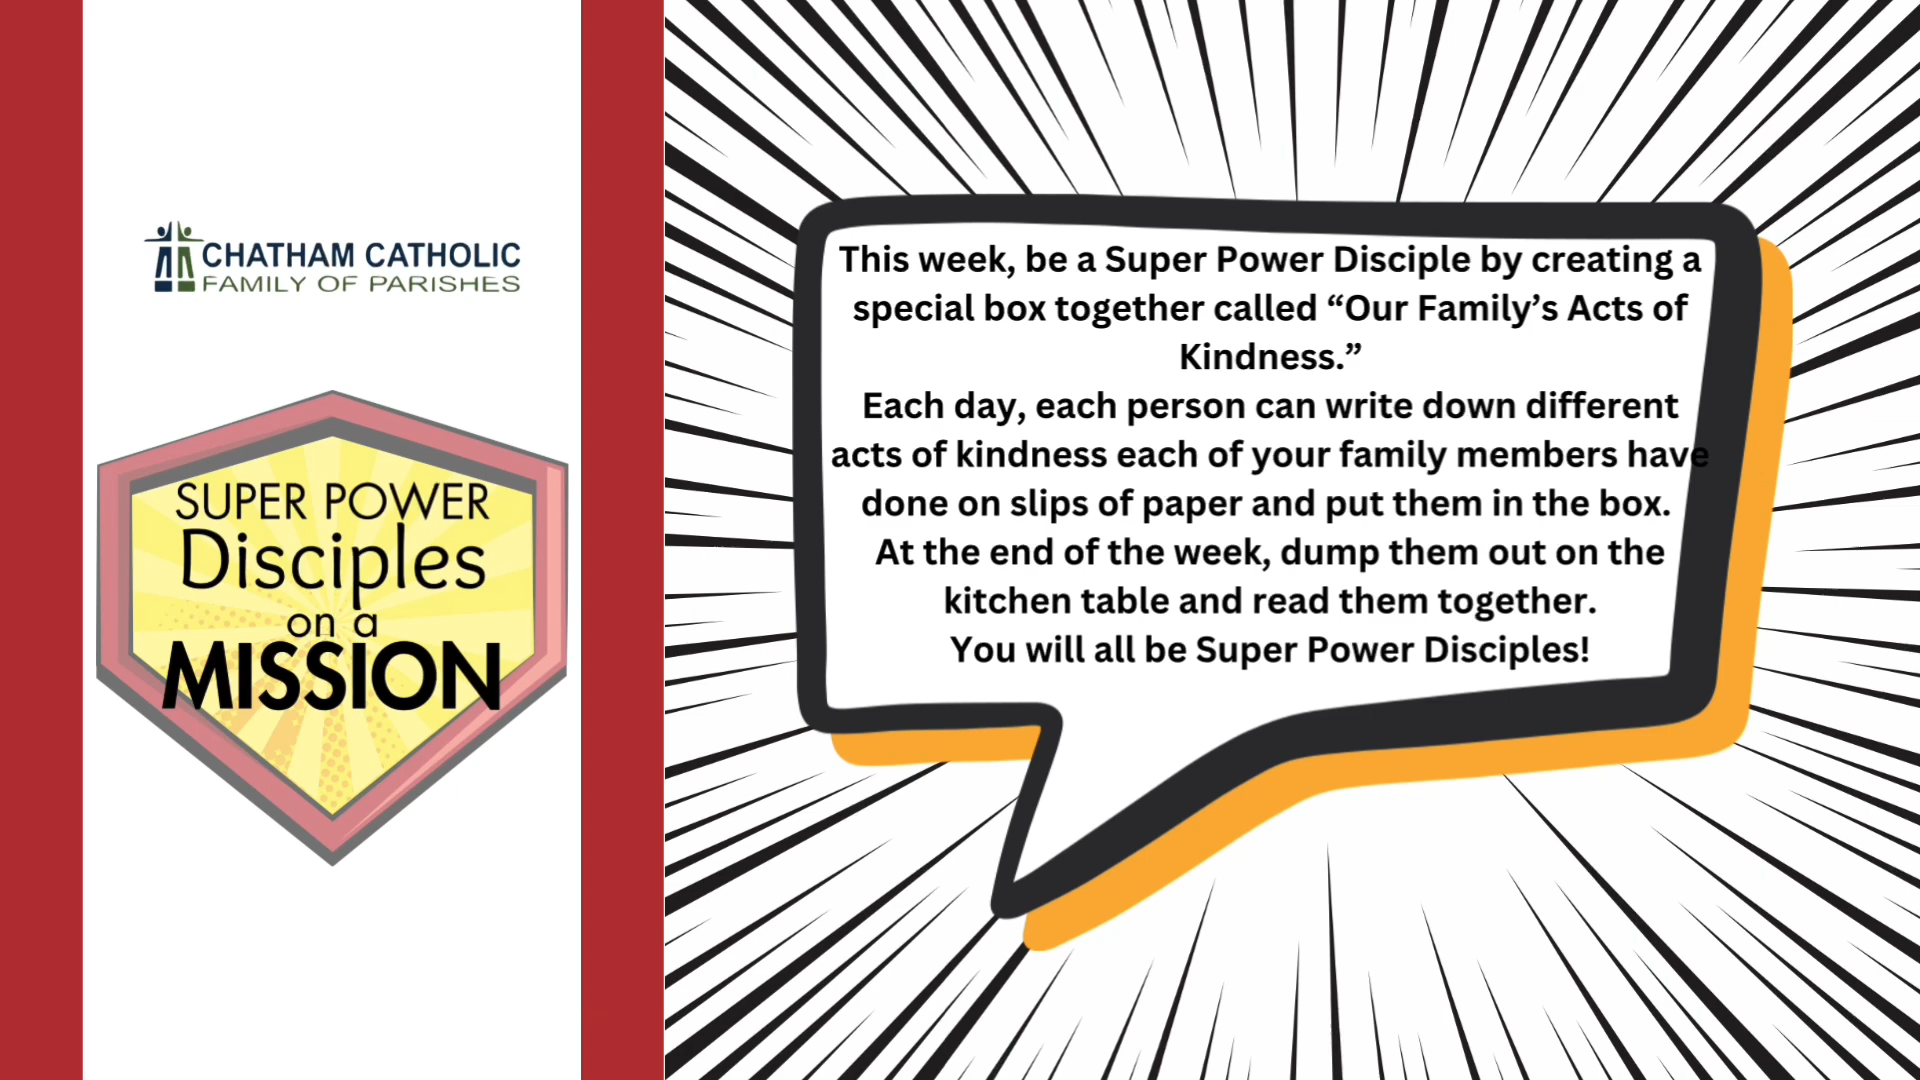 CHATHAM CATHOLIC
FAMILY OF PARISHES
SUPER POWER
Disciples
on a
MISSION
This week, be a Super Power Disciple by creating a
special box together called “Our Family’s Acts of
Kindness.”
Each day, each person can write down different
acts of kindness each of your family members have
done on slips of paper and put them in the box.
At the end of the week, dump them out on the
kitchen table and read them together.
You will all be Super Power Disciples!